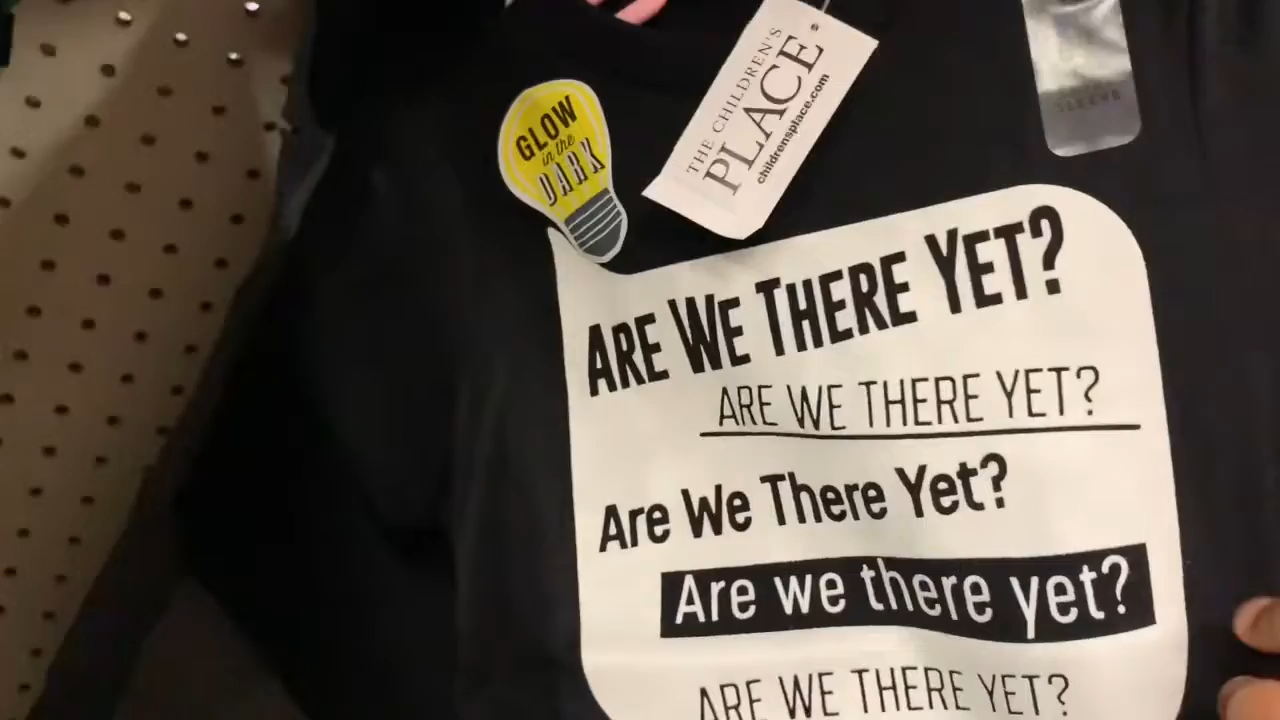 GLOW
in the
DARK
THE CHILDREN'S
PLACE
childrensplace.com
SLEEVE
ARE WE THERE YET?
ARE WE THERE YET?
Are We There Yet?
Are we there yet?
ARE WE THERE YET?